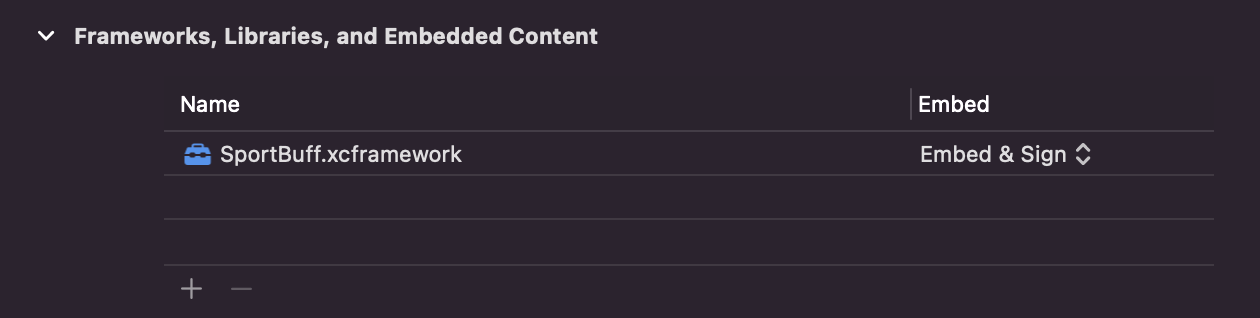 Frameworks, Libraries, and Embedded Content
Name Embed
SportBuff.xcframework Embed & Sign